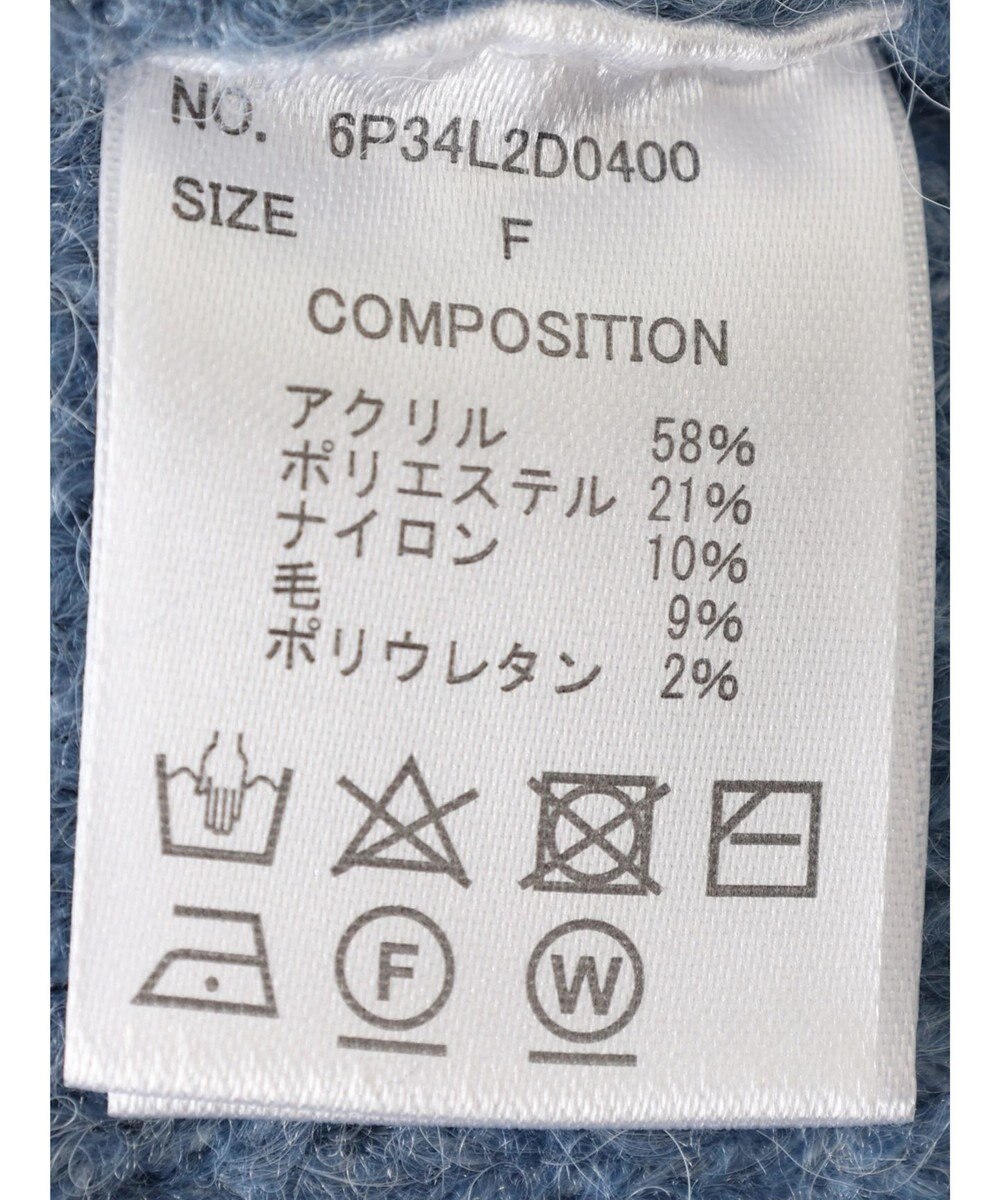 NO. 6P34L2D0400
SIZE F
COMPOSITION
アクリル 58%
ポリエステル 21%
ナイロン 10%
毛 9%
ポリウレタン 2%
F W